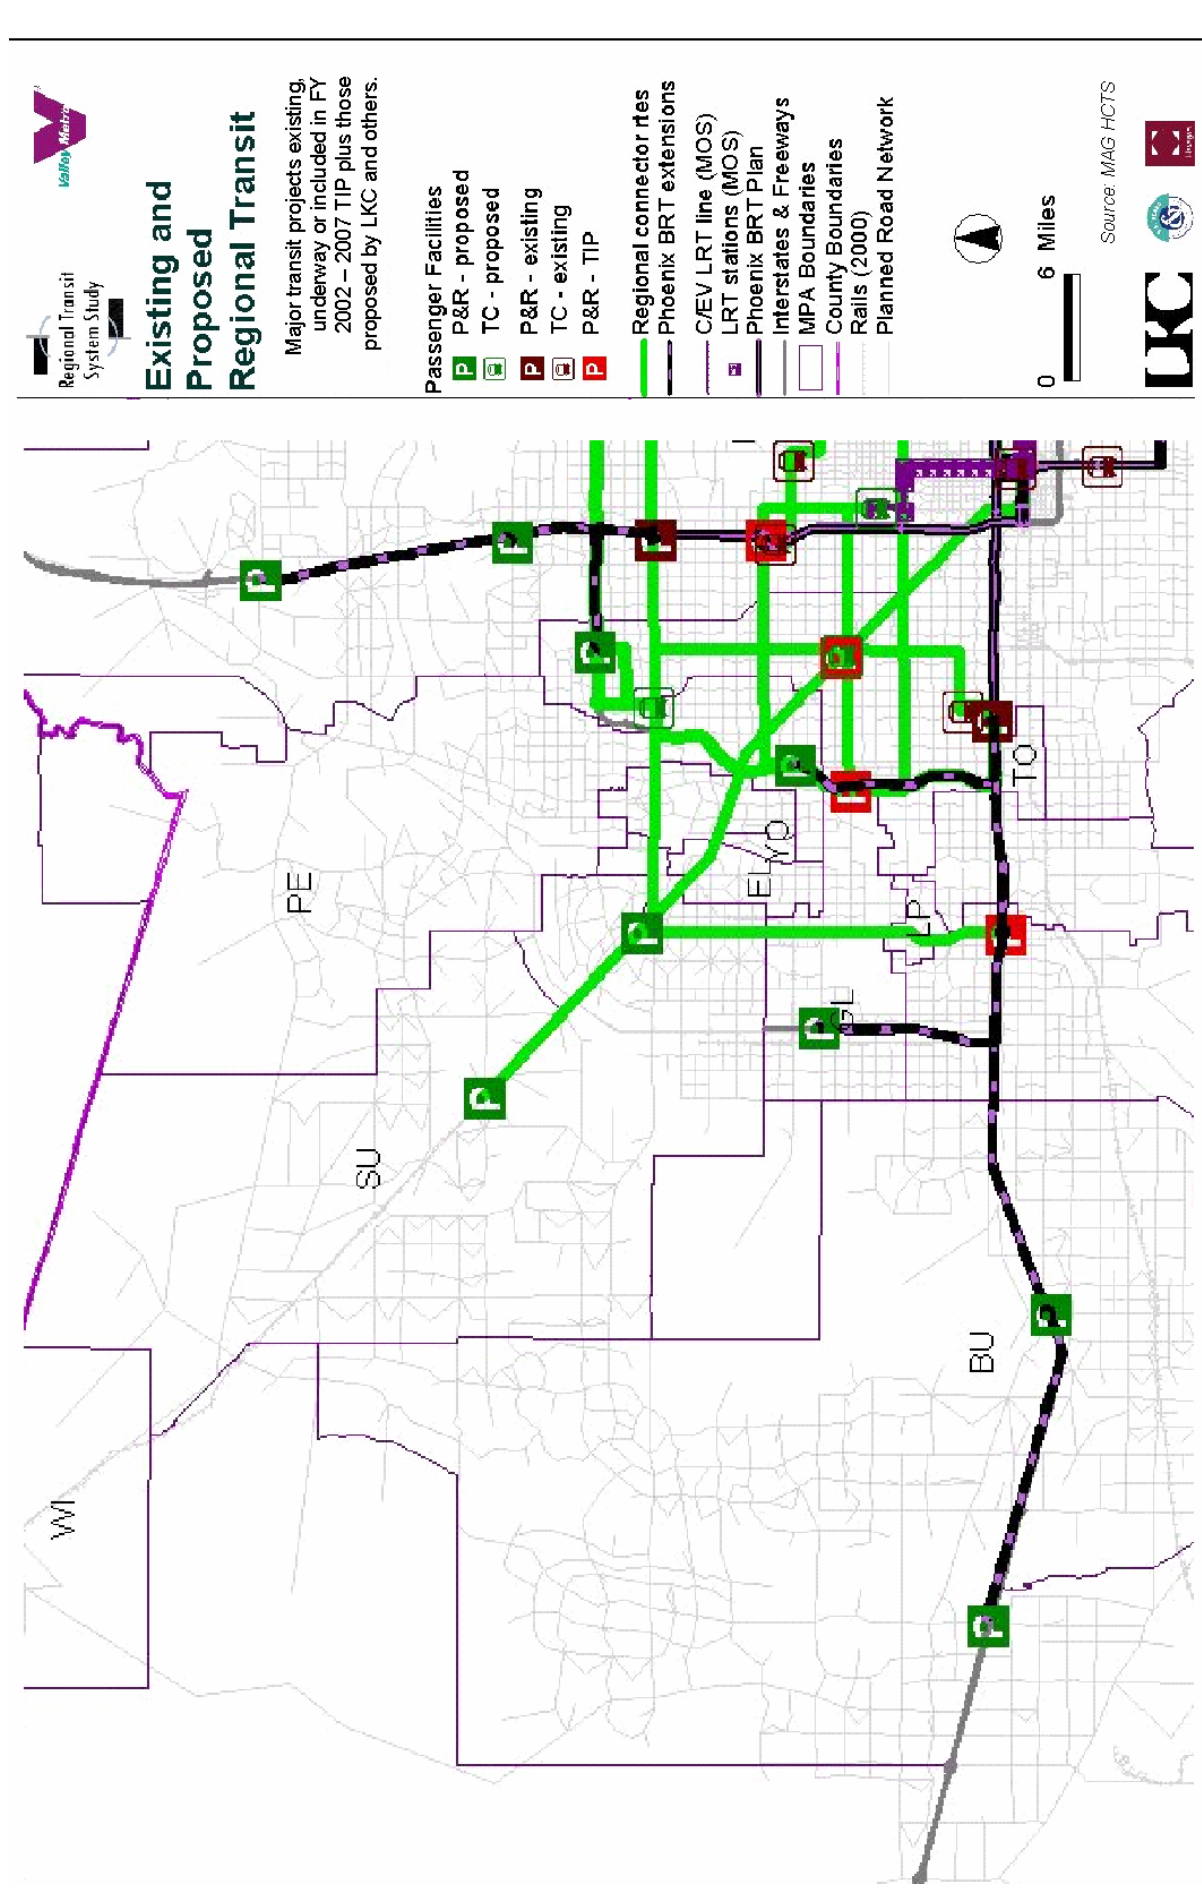 Valley Metro
Regional Transit
System Study
Existing and
Proposed
Regional Transit
Major transit projects existing,
underway or included in FY
2002 – 2007 TIP plus those
proposed by LKC and others.
Passenger Facilities
P P&R - proposed
TC - proposed
P P&R - existing
TC - existing
P P&R - TIP
Regional connector rtes
Phoenix BRT extensions
C/EV LRT line (MOS)
LRT stations (MOS)
Phoenix BRT Plan
Interstates & Freeways
MPA Boundaries
County Boundaries
Rails (2000)
Planned Road Network
0 6 Miles
Source: MAG HCTS
LKC
WI
SU
PE
BU
GL
LP
EL
YO
TO
P
P
P
P
P
P
P
P
P